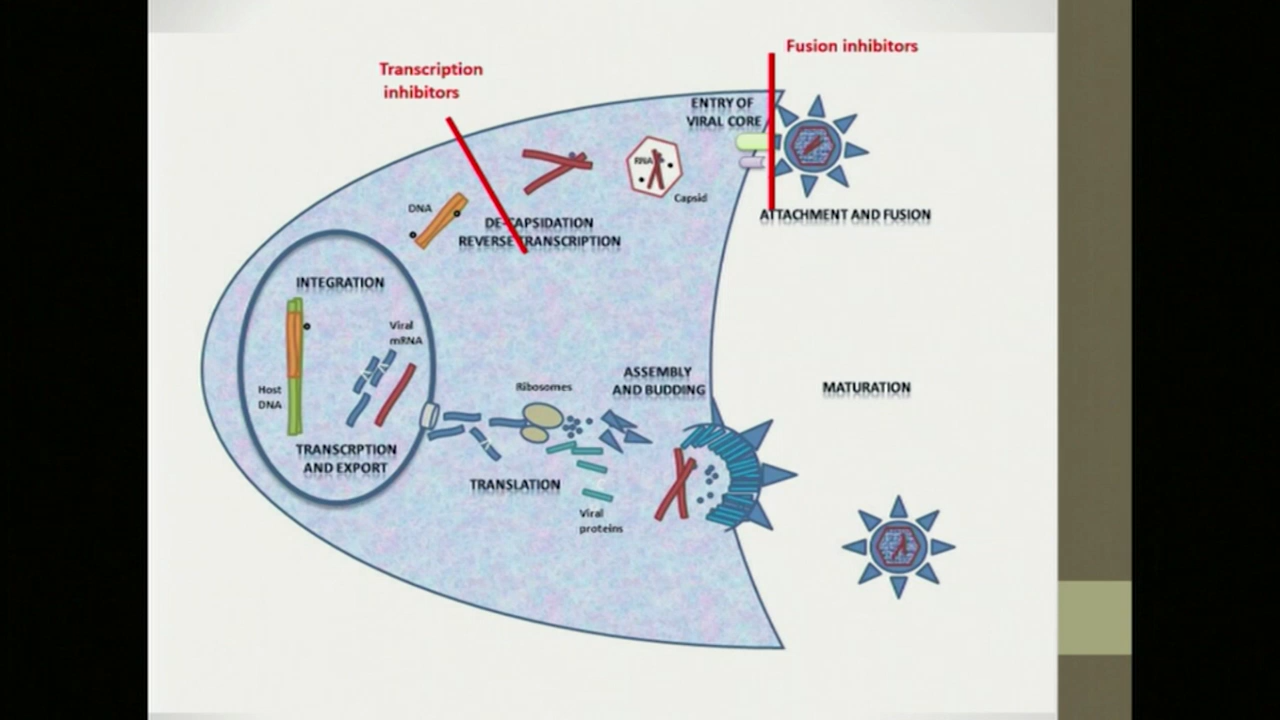 Fusion inhibitors
Transcription
inhibitors
ENTRY OF
VIRAL CORE
RNA
Capsid
DNA
ATTACHMENT AND FUSION
DE-CAPSIDATION
REVERSE TRANSCRIPTION
INTEGRATION
Viral
mRNA
Host
DNA
TRANSCRPTION
AND EXPORT
Ribosomes
ASSEMBLY
AND BUDDING
MATURATION
TRANSLATION
Viral
proteins